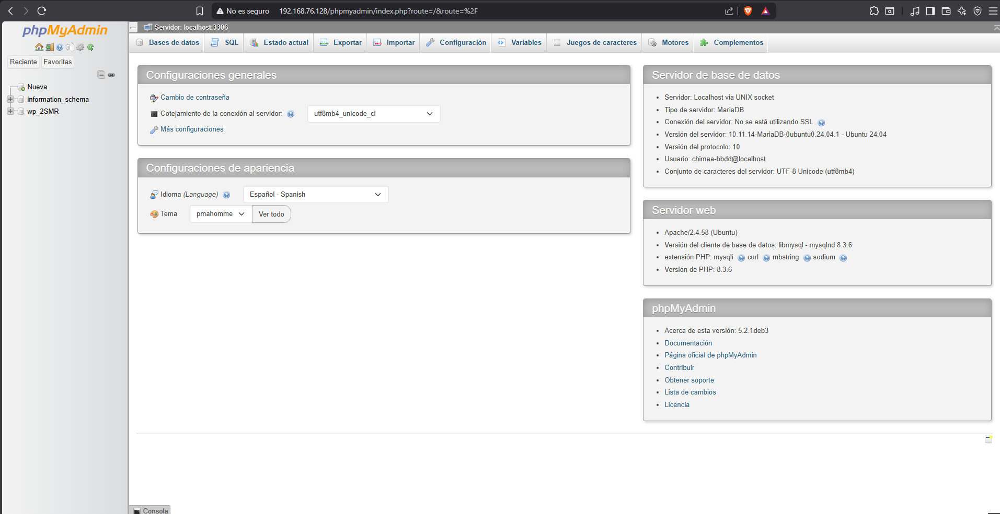 No es seguro 192.168.76.128/phpmyadmin/index.php?route=/&route=%2F
phpMyAdmin
Reciente Favoritas
Nueva
information_schema
wp_2SMR
Servidor: localhost:3306
Bases de datos SQL Estado actual Exportar Importar Configuración Variables Juegos de caracteres Motores Complementos
Configuraciones generales
Cambio de contraseña
Cotejamiento de la conexión al servidor: utf8mb4_unicode_ci
Más configuraciones
Configuraciones de apariencia
Idioma (Language) Español - Spanish
Tema pmahomme Ver todo
Servidor de base de datos
Servidor: Localhost via UNIX socket
Tipo de servidor: MariaDB
Conexión del servidor: No se está utilizando SSL
Versión del servidor: 10.11.14-MariaDB-0ubuntu0.24.04.1 - Ubuntu 24.04
Versión del protocolo: 10
Usuario: chimaa-bbdd@localhost
Conjunto de caracteres del servidor: UTF-8 Unicode (utf8mb4)
Servidor web
Apache/2.4.58 (Ubuntu)
Versión del cliente de base de datos: libmysql - mysqlnd 8.3.6
extensión PHP: mysqli curl mbstring sodium
Versión de PHP: 8.3.6
phpMyAdmin
Acerca de esta versión: 5.2.1deb3
Documentación
Página oficial de phpMyAdmin
Contribuir
Obtener soporte
Lista de cambios
Licencia
Consola